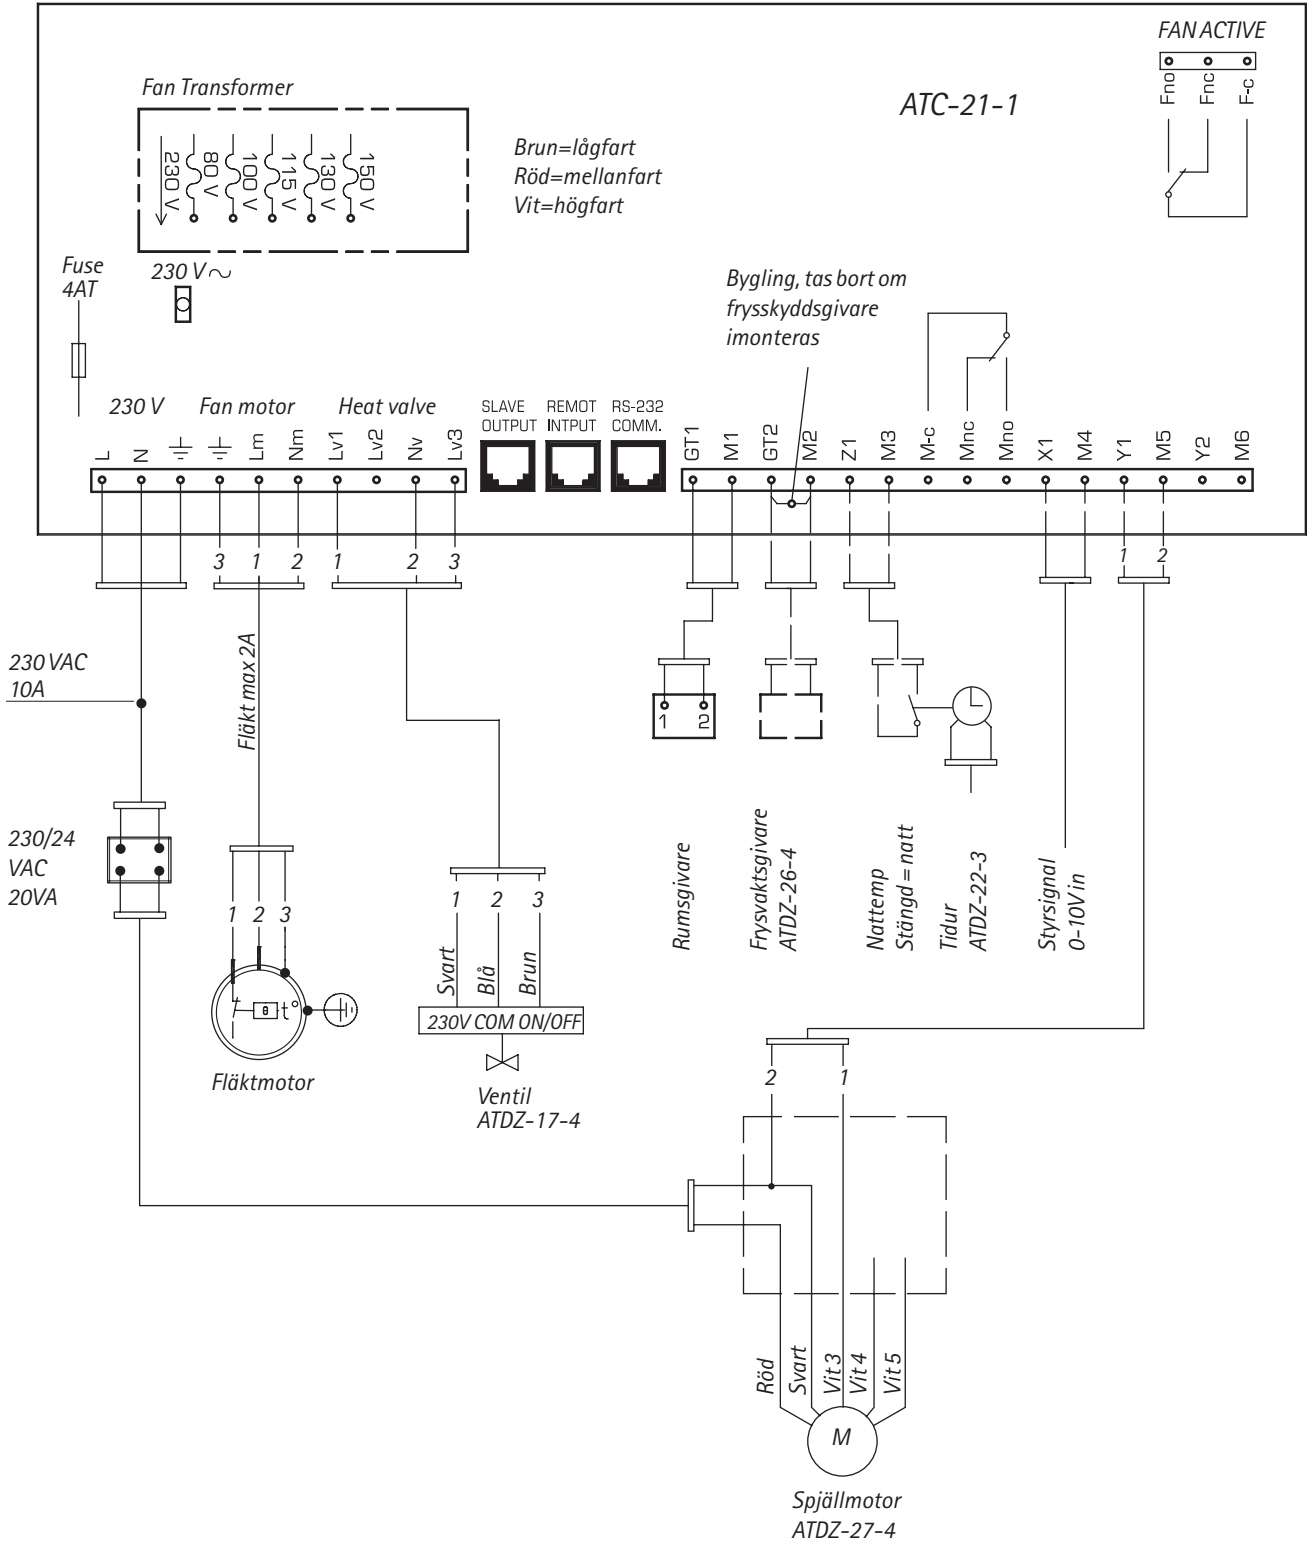 FAN ACTIVE
Fno
Fnc
F-c
ATC-21-1
Fan Transformer
230 V
80 V
100 V
115 V
130 V
150 V
Brun=lågfart
Röd=mellanfart
Vit=högfart
Fuse
4AT
230 V~
Bygling, tas bort om
frysskyddsgivare
imonteras
230 V
Fan motor
Heat valve
SLAVE
OUTPUT
REMOT
INTPUT
RS-232
COMM.
L
N
Lm
Nm
Lv1
Lv2
Nv
Lv3
GT1
M1
GT2
M2
Z1
M3
M-c
Mnc
Mno
X1
M4
Y1
M5
Y2
M6
3 1 2 1 2 3
1 2
230 VAC
10A
Fläkt max 2A
1 2
230/24
VAC
20VA
1 2 3
1 2 3
Svart
Blå
Brun
230V COM ON/OFF
Fläktmotor
Ventil
ATDZ-17-4
Rumsgivare
Frysvaktsgivare
ATDZ-26-4
Nattemp
Stängd = natt
Tidur
ATDZ-22-3
Styrsignal
0-10V in
θ t°
2 1
Röd
Svart
Vit 3
Vit 4
Vit 5
M
Spjällmotor
ATDZ-27-4